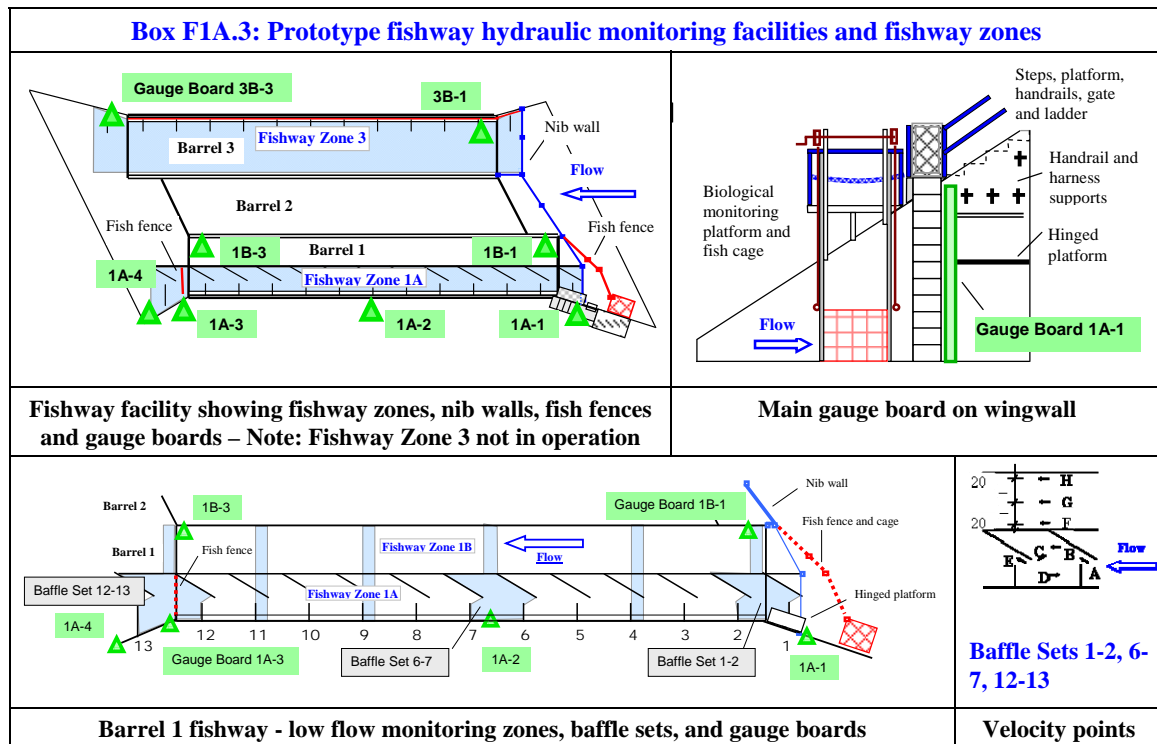 Box F1A.3: Prototype fishway hydraulic monitoring facilities and fishway zones
Gauge Board 3B-3
3B-1
Fishway Zone 3
Nib wall
Barrel 3
Flow
Barrel 2
Fish fence
Fish fence
1B-3
Barrel 1
1B-1
1A-4
Fishway Zone 1A
1A-3
1A-2
1A-1
Steps, platform,
handrails, gate
and ladder
Handrail and
harness
supports
Biological
monitoring
platform and
fish cage
Hinged
platform
Flow
Gauge Board 1A-1
Fishway facility showing fishway zones, nib walls, fish fences
and gauge boards – Note: Fishway Zone 3 not in operation
Main gauge board on wingwall
Nib wall
Barrel 2
1B-3
Gauge Board 1B-1
Fish fence and cage
Barrel 1
Fish fence
Fishway Zone 1B
Flow
Baffle Set 12-13
Fishway Zone 1A
Hinged platform
1A-4
13 12 11 10 9 8 7 6 5 4 3 2 1
Gauge Board 1A-3
Baffle Set 6-7
1A-2
Baffle Set 1-2
1A-1
20 H
G
20 F
Flow
E C B A
D
Baffle Sets 1-2, 6-
7, 12-13
Barrel 1 fishway - low flow monitoring zones, baffle sets, and gauge boards
Velocity points